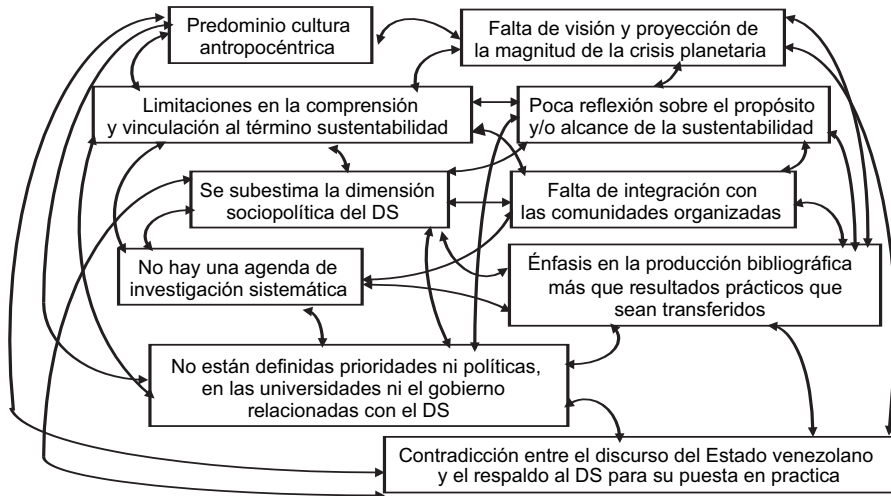 Predominio cultura
antropocéntrica
Falta de visión y proyección de
la magnitud de la crisis planetaria
Limitaciones en la comprensión
y vinculación al término sustentabilidad
Poca reflexión sobre el propósito
y/o alcance de la sustentabilidad
Se subestima la dimensión
sociopolítica del DS
Falta de integración con
las comunidades organizadas
No hay una agenda de
investigación sistemática
Énfasis en la producción bibliográfica
más que resultados prácticos que
sean transferidos
No están definidas prioridades ni políticas,
en las universidades ni el gobierno
relacionadas con el DS
Contradicción entre el discurso del Estado venezolano
y el respaldo al DS para su puesta en practica